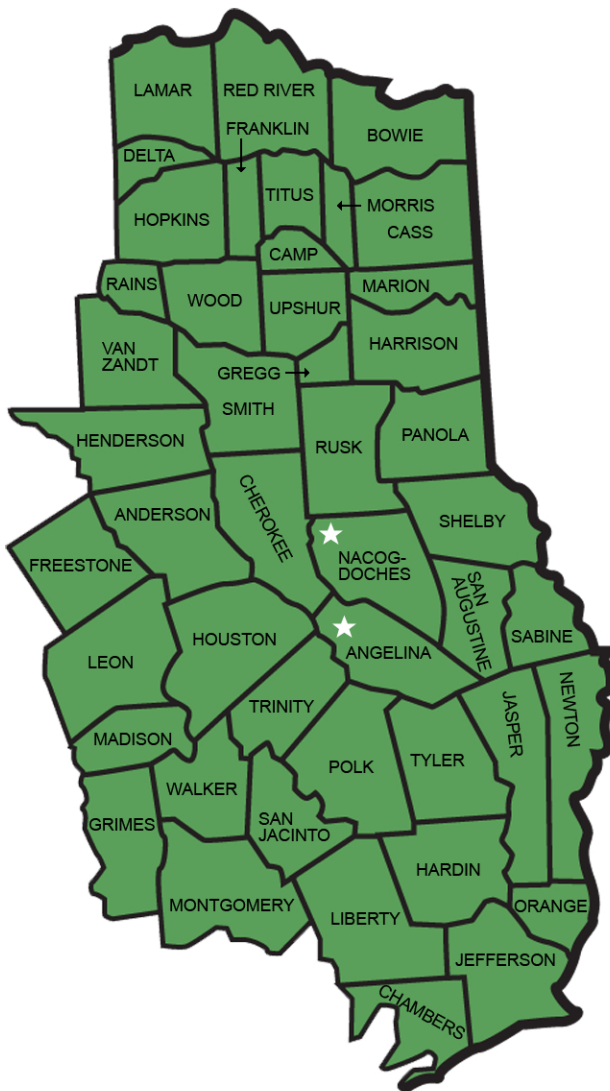 LAMAR
RED RIVER
FRANKLIN
BOWIE
DELTA
TITUS
HOPKINS
MORRIS
CASS
CAMP
RAINS
WOOD
UPSHUR
MARION
VAN
ZANDT
HARRISON
GREGG
SMITH
HENDERSON
RUSK
PANOLA
CHEROKEE
ANDERSON
SHELBY
FREESTONE
NACOG-
DOCHES
SAN
AUGUSTINE
SABINE
HOUSTON
ANGELINA
LEON
TRINITY
JASPER
NEWTON
MADISON
POLK
TYLER
WALKER
GRIMES
SAN
JACINTO
HARDIN
MONTGOMERY
LIBERTY
ORANGE
JEFFERSON
CHAMBERS